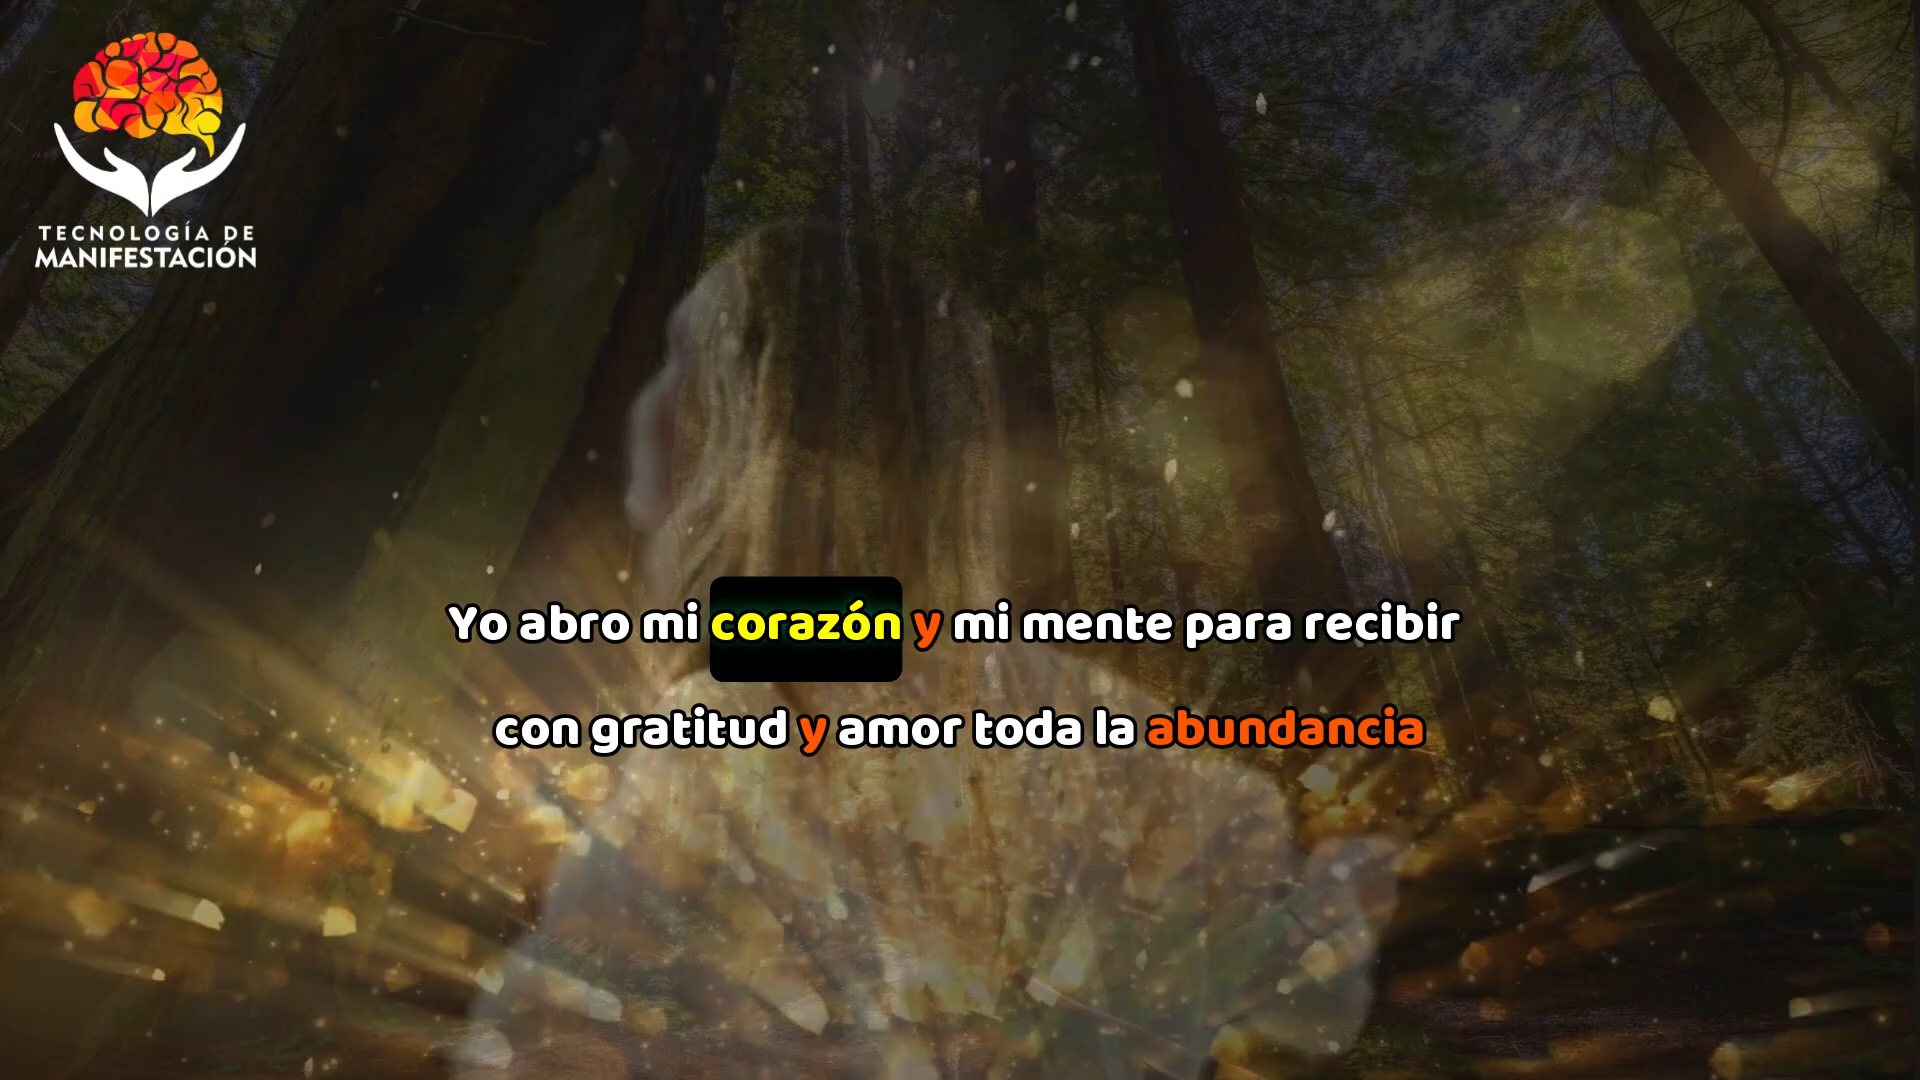 TECNOLOGÍA DE
MANIFESTACIÓN
Yo abro mi corazón y mi mente para recibir
con gratitud y amor toda la abundancia